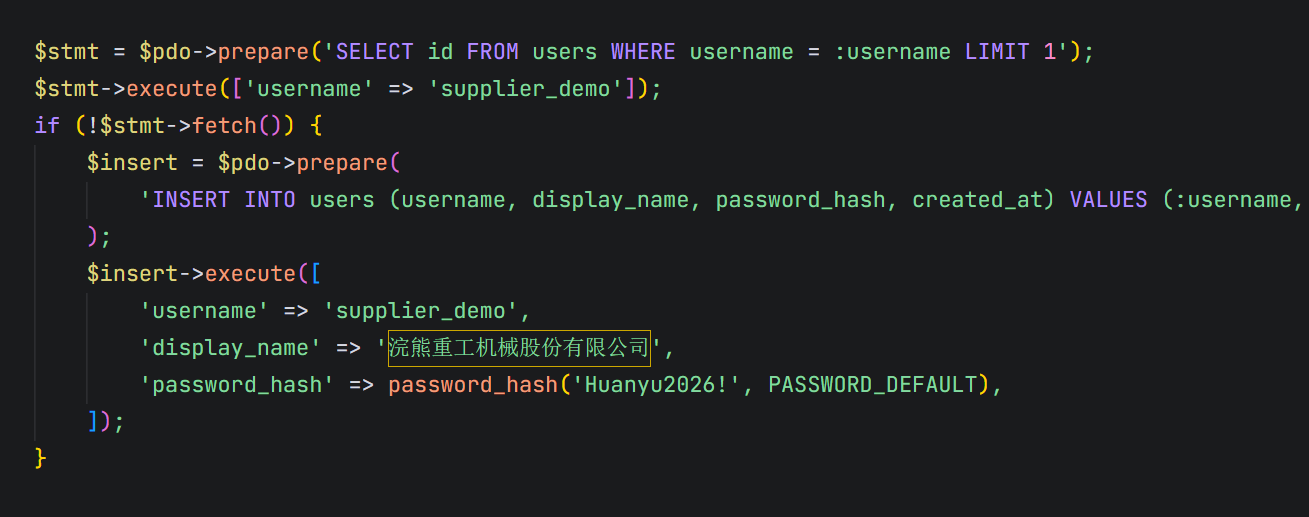 $stmt = $pdo->prepare('SELECT id FROM users WHERE username = :username LIMIT 1');
$stmt->execute(['username' => 'supplier_demo']);
if (!$stmt->fetch()) {
    $insert = $pdo->prepare(
        'INSERT INTO users (username, display_name, password_hash, created_at) VALUES (:username,
    );
    $insert->execute([
        'username' => 'supplier_demo',
        'display_name' => '浣熊重工机械股份有限公司',
        'password_hash' => password_hash('Huanyu2026!', PASSWORD_DEFAULT),
    ]);
}